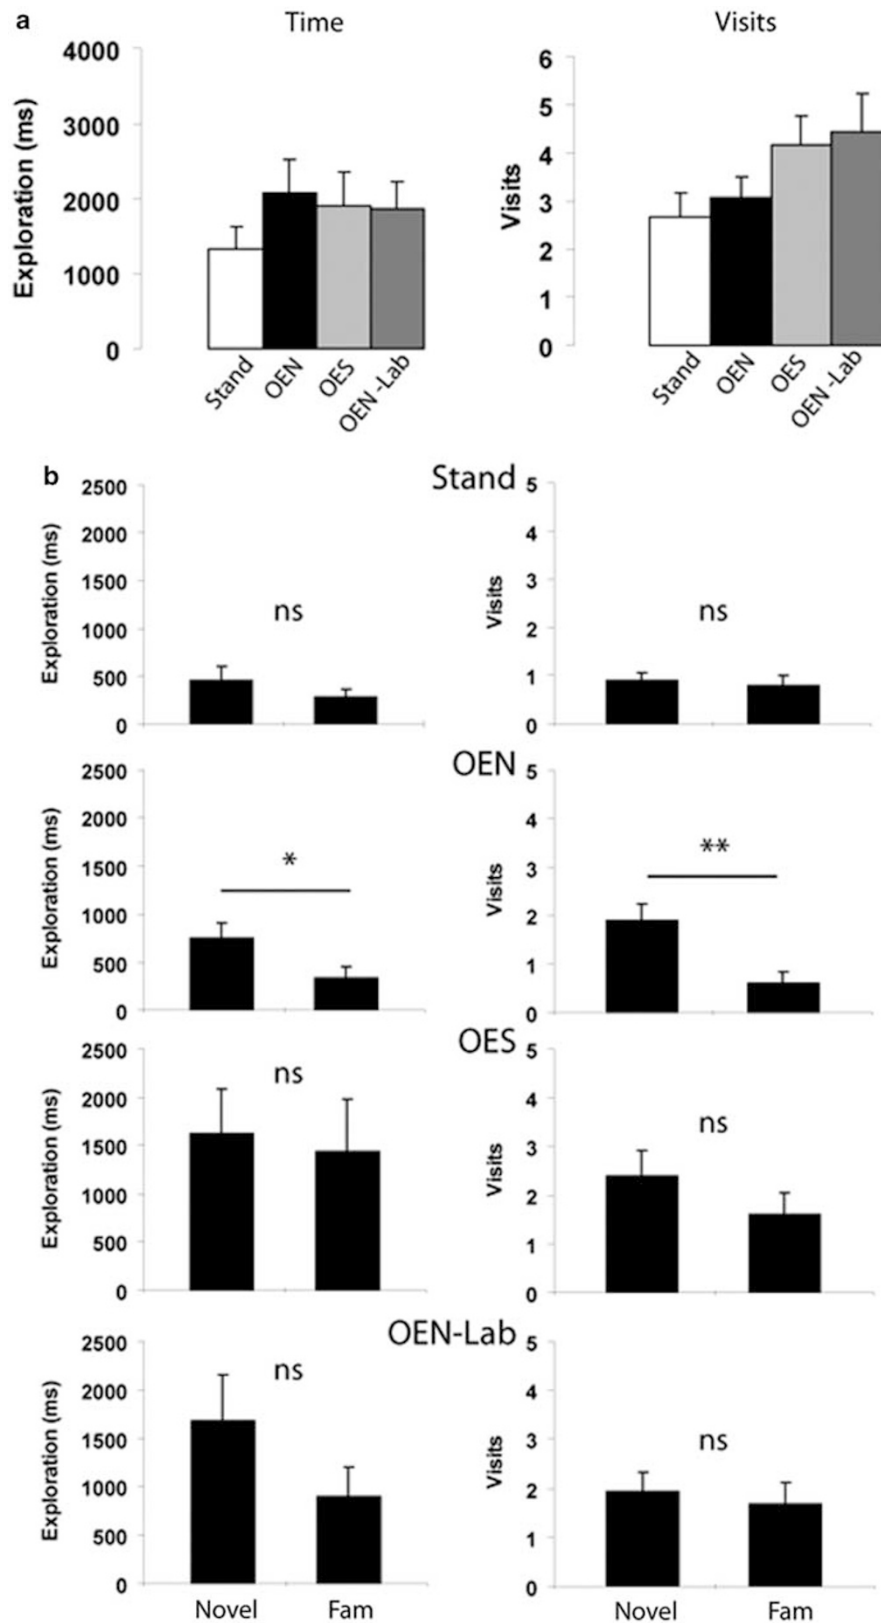 a
Time
Visits
Exploration (ms)
4000
3000
2000
1000
0
Stand
OEN
OES
OEN -Lab
Visits
6
5
4
3
2
1
0
Stand
OEN
OES
OEN -Lab
b
Stand
Exploration (ms)
2500
2000
1500
1000
500
0
ns
Visits
5
4
3
2
1
0
ns
OEN
Exploration (ms)
2500
2000
1500
1000
500
0
*
Visits
5
4
3
2
1
0
**
OES
Exploration (ms)
2500
2000
1500
1000
500
0
ns
Visits
5
4
3
2
1
0
ns
OEN-Lab
Exploration (ms)
2500
2000
1500
1000
500
0
ns
Novel
Fam
Visits
5
4
3
2
1
0
ns
Novel
Fam